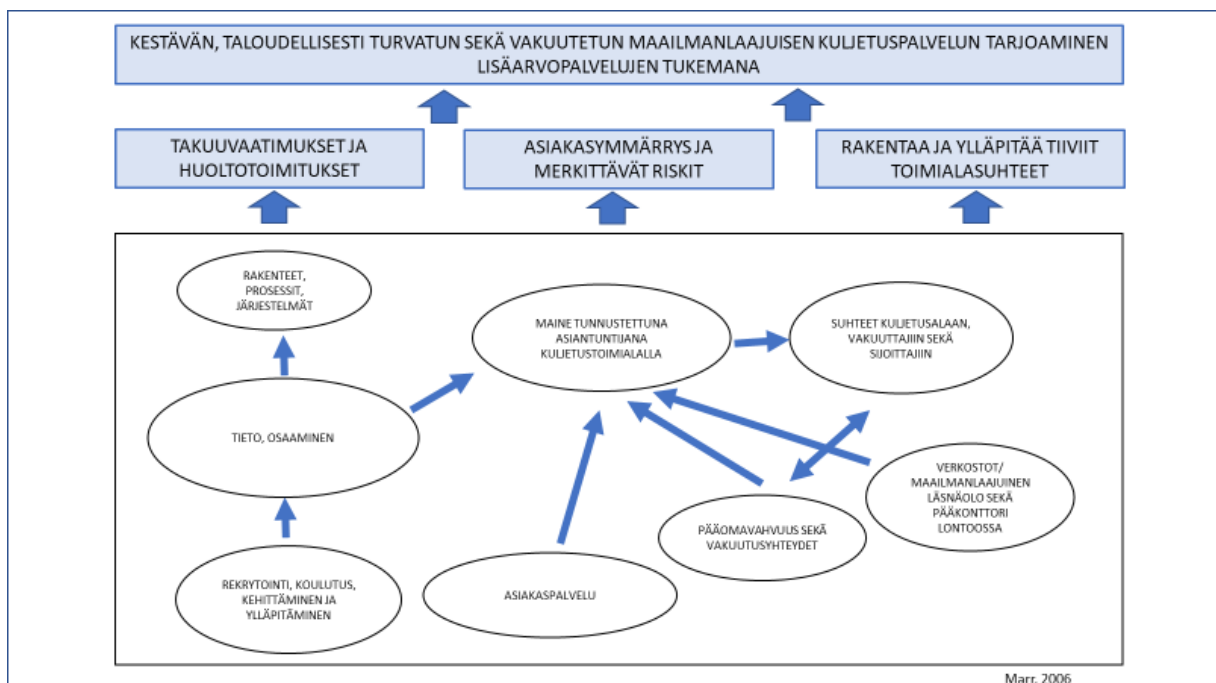 KESTÄVÄN, TALOUDELLISESTI TURVATUN SEKÄ VAKUUTETUN MAAILMANLAAJUISEN KULJETUSPALVELUN TARJOAMINEN
LISÄARVOPALVELUJEN TUKEMANA
TAKUUVAATIMUKSET JA
HUOLTOTOIMITUKSET
ASIAKASYMMÄRRYS JA
MERKITTÄVÄT RISKIT
RAKENTAA JA YLLÄPITÄÄ TIIVIIT
TOIMIALASUHTEET
RAKENTEET,
PROSESSIT,
JÄRJESTELMÄT
MAINE TUNNUSTETTUNA
ASIANTUNTIJANA
KULJETUSTOIMIALALLA
SUHTEET KULJETUSALAAN,
VAKUUTTAJIIN SEKÄ
SIJOITTAJIIN
TIETO, OSAAMINEN
VERKOSTOT/
MAAILMANLAAJUINEN
LÄSNÄOLO SEKÄ
PÄÄKONTTORI
LONTOOSSA
PÄÄOMAVAHVUUS SEKÄ
VAKUUTUSYHTEYDET
REKRYTOINTI, KOULUTUS,
KEHITTÄMINEN JA
YLLÄPITÄMINEN
ASIAKASPALVELU
Marr, 2006